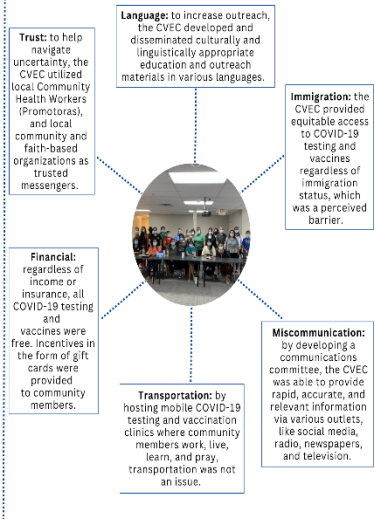 Language: to increase outreach,
the CVEC developed and
disseminated culturally and
linguistically appropriate
education and outreach
materials in various languages.
Trust: to help
navigate
uncertainty, the
CVEC utilized
local Community
Health Workers
(Promotoras),
and local
community and
faith-based
organizations as
trusted
messengers.
Immigration: the
CVEC provided
equitable access
to COVID-19
testing and
vaccines
regardless of
immigration
status, which
was a perceived
barrier.
Financial:
regardless of
income or
insurance, all
COVID-19 testing
and
vaccines were
free. Incentives in
the form of gift
cards were
provided
to community
members.
Transportation: by
hosting mobile COVID-19
testing and vaccination
clinics where community
members work, live,
learn, and pray,
transportation was not
an issue.
Miscommunication:
by developing a
communications
committee, the CVEC
was able to provide
rapid, accurate, and
relevant information
via various outlets,
like social media,
radio, newspapers,
and television.